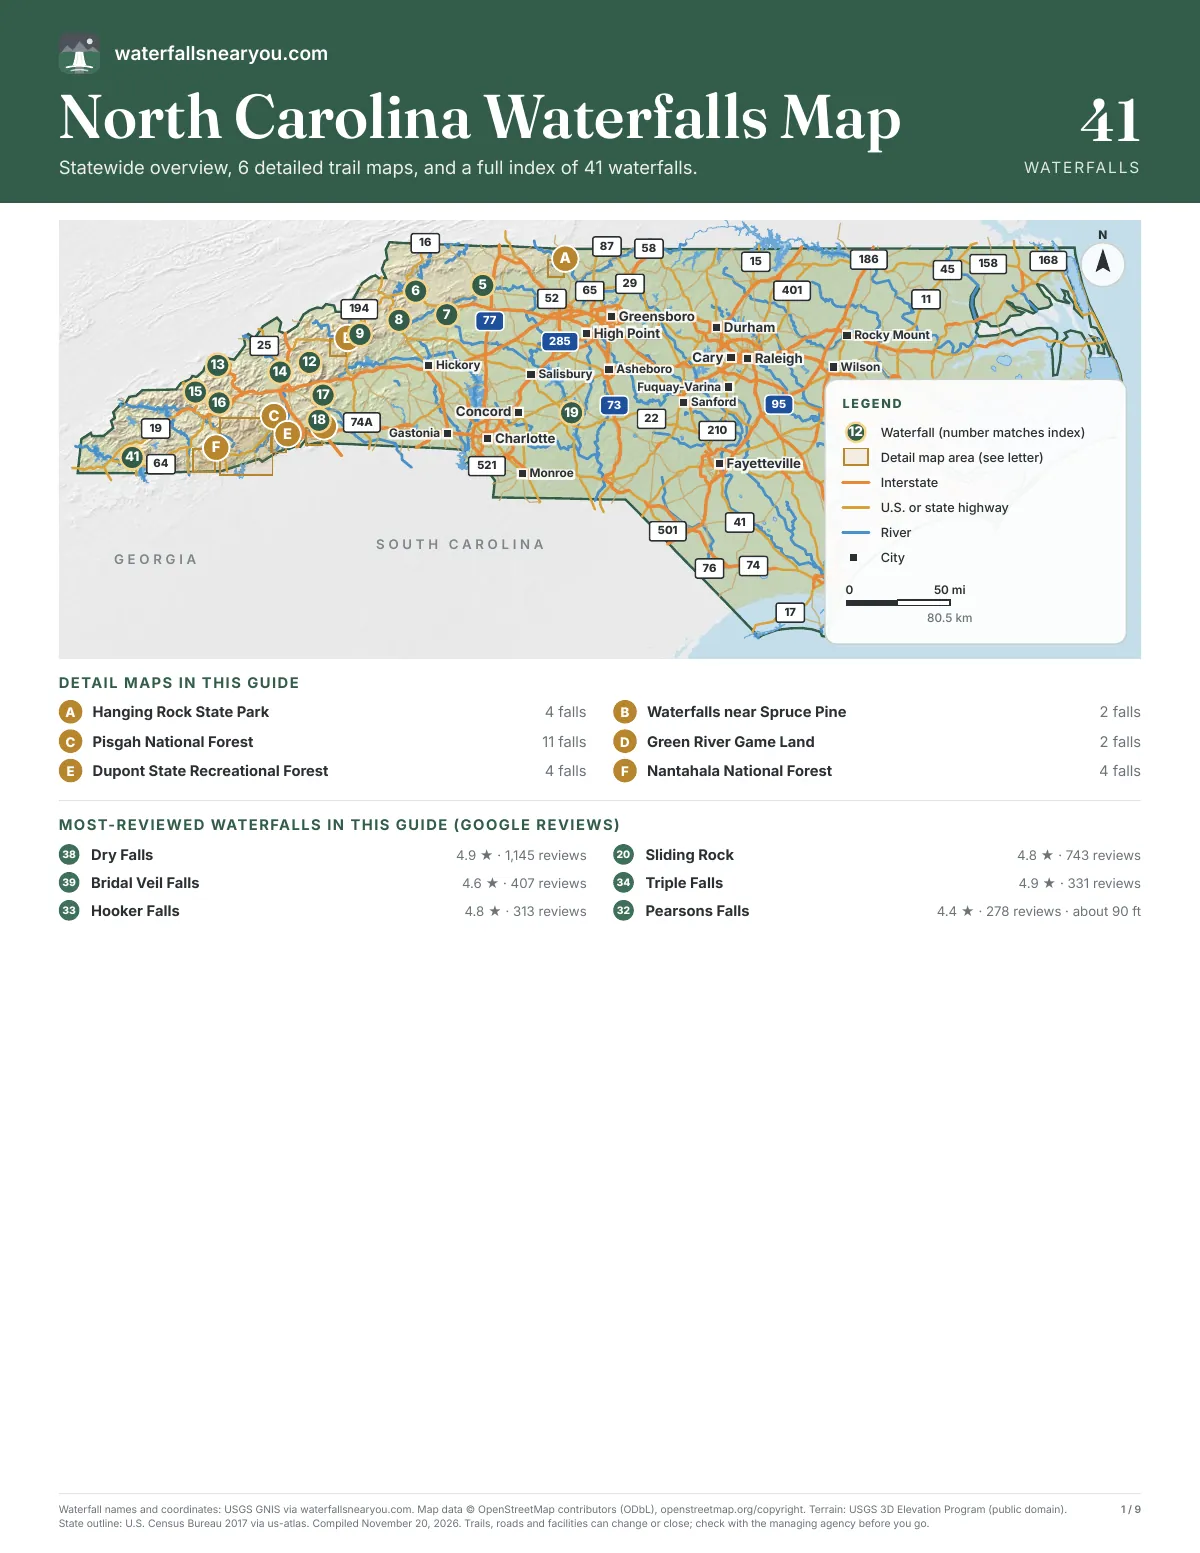 waterfallsnearyou.com
North Carolina Waterfalls Map
Statewide overview, 6 detailed trail maps, and a full index of 41 waterfalls.
41
WATERFALLS
16
A
87
58
15
186
45
158
168
N
6
5
52
65
29
401
11
194
8
7
77
Greensboro
High Point
Durham
Rocky Mount
25
9
285
13
14
12
Hickory
Salisbury
Asheboro
Cary
Raleigh
Wilson
15
16
17
Fuquay-Varina
Sanford
19
C
E
18
74A
Concord
19
73
22
95
210
F
Gastonia
Charlotte
41
64
521
Monroe
Fayetteville
501
41
76
74
17
GEORGIA
SOUTH CAROLINA
LEGEND
12
Waterfall (number matches index)
Detail map area (see letter)
Interstate
U.S. or state highway
River
City
0 50 mi
80.5 km
DETAIL MAPS IN THIS GUIDE
A Hanging Rock State Park 4 falls
B Waterfalls near Spruce Pine 2 falls
C Pisgah National Forest 11 falls
D Green River Game Land 2 falls
E Dupont State Recreational Forest 4 falls
F Nantahala National Forest 4 falls
MOST-REVIEWED WATERFALLS IN THIS GUIDE (GOOGLE REVIEWS)
38 Dry Falls 4.9 ★ · 1,145 reviews
20 Sliding Rock 4.8 ★ · 743 reviews
39 Bridal Veil Falls 4.6 ★ · 407 reviews
34 Triple Falls 4.9 ★ · 331 reviews
33 Hooker Falls 4.8 ★ · 313 reviews
32 Pearsons Falls 4.4 ★ · 278 reviews · about 90 ft
Waterfall names and coordinates: USGS GNIS via waterfallsnearyou.com. Map data © OpenStreetMap contributors (ODbL), openstreetmap.org/copyright. Terrain: USGS 3D Elevation Program (public domain).
State outline: U.S. Census Bureau 2017 via us-atlas. Compiled November 20, 2026. Trails, roads and facilities can change or close; check with the managing agency before you go.
1 / 9